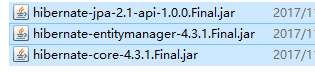 hibernate-jpa-2.1-api-1.0.0.Final.jar 2017/11
hibernate-entitymanager-4.3.1.Final.jar 2017/11
hibernate-core-4.3.1.Final.jar 2017/11